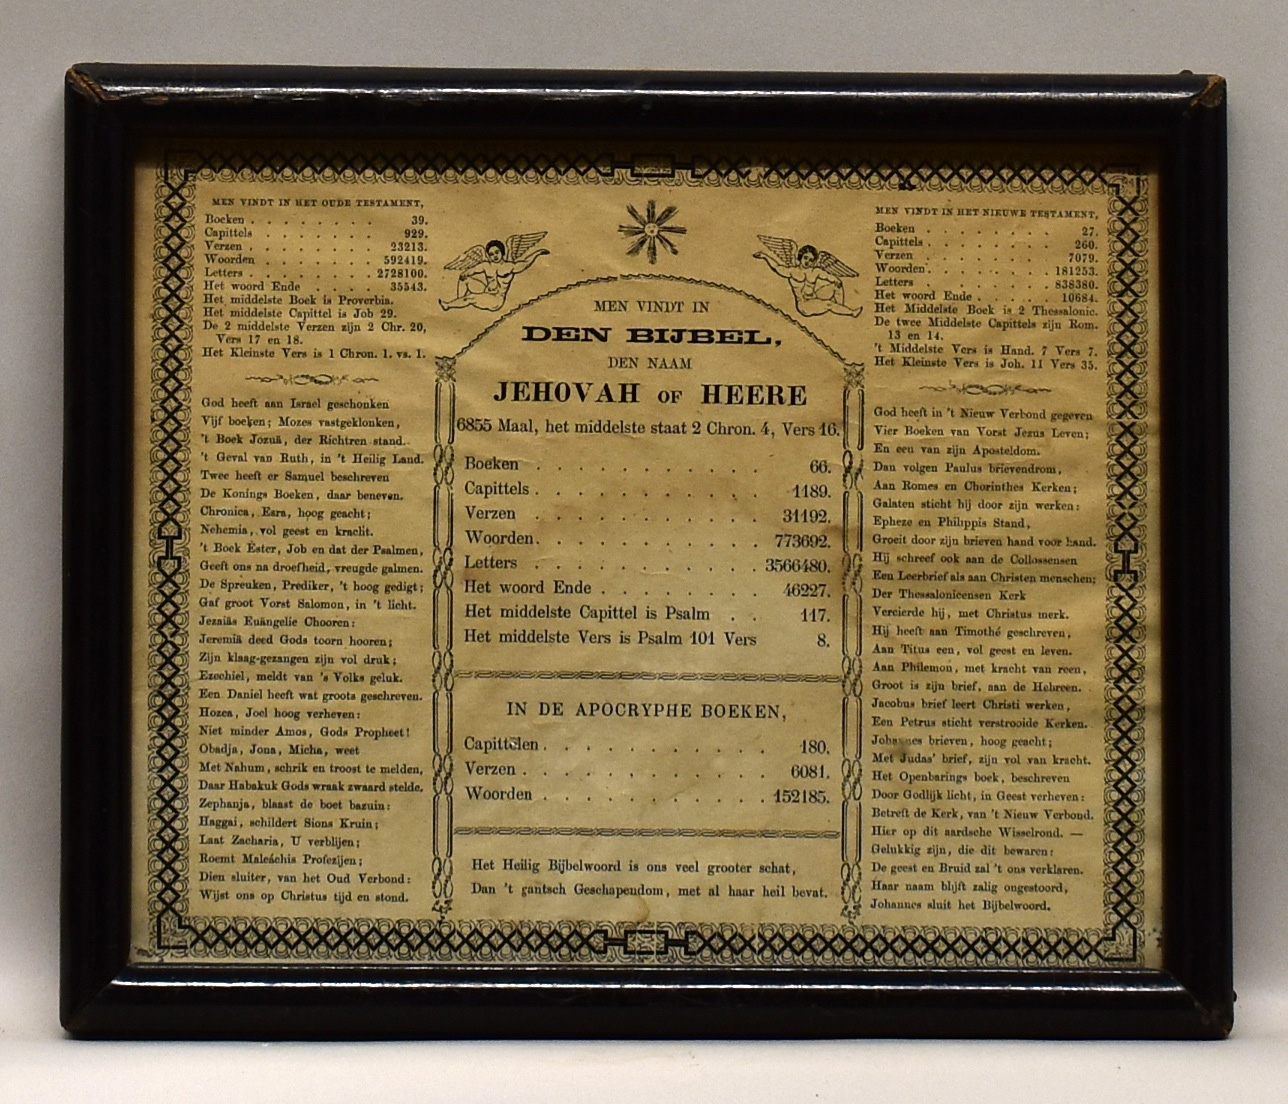 MEN VINDT IN HET OUDE TESTAMENT,
Boeken . . . . . . . . 39.
Capittels . . . . . . . 929.
Verzen . . . . . . . . 23213.
Woorden . . . . . . . 592419.
Letters . . . . . . . 2728100.
Het woord Ende . . . . . 35543.
Het middelste Boek is Proverbia.
Het middelste Capittel is Job 29.
De 2 middelste Verzen zijn 2 Chr. 20,
Vers 17 en 18.
Het Kleinste Vers is 1 Chron. 1. vs. 1.
God heeft aan Israel geschonken
Vijf boeken; Mozes vastgeklonken,
't Boek Jozuä, der Richtren stand.
't Geval van Ruth, in 't Heilig Land.
Twee heeft er Samuel beschreven
De Konings Boeken, daar beneven.
Chronica, Esra, hoog geacht;
Nehemia, vol geest en kracht.
't Boek Ester, Job en dat der Psalmen,
Geeft ons na droefheid, vreugde galmen.
De Spreuken, Prediker, 't hoog gedigt;
Gaf groot Vorst Salomon, in 't licht.
Jezaiäs Euängelie Chooren:
Jeremiä deed Gods toorn hooren;
Zijn klaag-gezangen zijn vol druk;
Ezechiel, meldt van 's Volks geluk.
Een Daniel heeft wat groots geschreven.
Hozea, Joel hoog verheven:
Niet minder Amos, Gods Propheet!
Obadja, Jona, Micha, weet
Met Nahum, schrik en troost te melden,
Daar Habakuk Gods wraak zwaard stelde.
Zephanja, blaast de boet bazuin:
Haggai, schildert Sions Kruin;
Laat Zacharia, U verblijen;
Roemt Maleáchis Profezijen;
Dien sluiter, van het Oud Verbond:
Wijst ons op Christus tijd en stond.
MEN VINDT IN
DEN BIJBEL,
DEN NAAM
JEHOVAH OF HEERE
6855 Maal, het middelste staat 2 Chron. 4, Vers 16.
Boeken . . . . . . . . . . . 66.
Capittels . . . . . . . . . . 1189.
Verzen . . . . . . . . . . . 31192.
Woorden . . . . . . . . . . 773692.
Letters . . . . . . . . . . 3566480.
Het woord Ende . . . . . . . 46227.
Het middelste Capittel is Psalm . . 117.
Het middelste Vers is Psalm 101 Vers 8.
IN DE APOCRYPHE BOEKEN,
Capittelen . . . . . . . . . . 180.
Verzen . . . . . . . . . . . 6081.
Woorden . . . . . . . . . . 152185.
Het Heilig Bijbelwoord is ons veel grooter schat,
Dan 't gantsch Geschapendom, met al haar heil bevat.
MEN VINDT IN HET NIEUWE TESTAMENT,
Boeken . . . . . . . . 27.
Capittels . . . . . . . 260.
Verzen . . . . . . . . 7079.
Woorden . . . . . . . 181253.
Letters . . . . . . . 838380.
Het woord Ende . . . . . 10684.
Het Middelste Boek is 2 Thessalonic.
De twee Middelste Capittels zijn Rom.
13 en 14.
't Middelste Vers is Hand. 7 Vers 7.
Het Kleinste Vers is Joh. 11 Vers 35.
God heeft in 't Nieuw Verbond gegeven
Vier Boeken van Vorst Jezus Leven;
En een van zijn Aposteldom.
Dan volgen Paulus brievendrom,
Aan Romes en Chorinthes Kerken;
Galaten sticht hij door zijn werken:
Epheze en Philippis Stand,
Groeit door zijn brieven hand voor hand.
Hij schreef ook aan de Collossensen
Een Leerbrief als aan Christen menschen;
Der Thessalonicensen Kerk
Vercierde hij, met Christus merk.
Hij heeft aan Timothé geschreven,
Aan Titus een, vol geest en leven.
Aan Philemon, met kracht van reen,
Groot is zijn brief, aan de Hebreen.
Jacobus brief leert Christi werken,
Een Petrus sticht verstrooide Kerken.
Johannes brieven, hoog geacht;
Met Judas' brief, zijn vol van kracht.
Het Openbarings boek, beschreven
Door Godlijk licht, in Geest verheven:
Betreft de Kerk, van 't Nieuw Verbond.
Hier op dit aardsche Wisselrond. —
Gelukkig zijn, die dit bewaren:
De geest en Bruid zal 't ons verklaren.
Haar naam blijft zalig ongestoord,
Johannes sluit het Bijbelwoord.